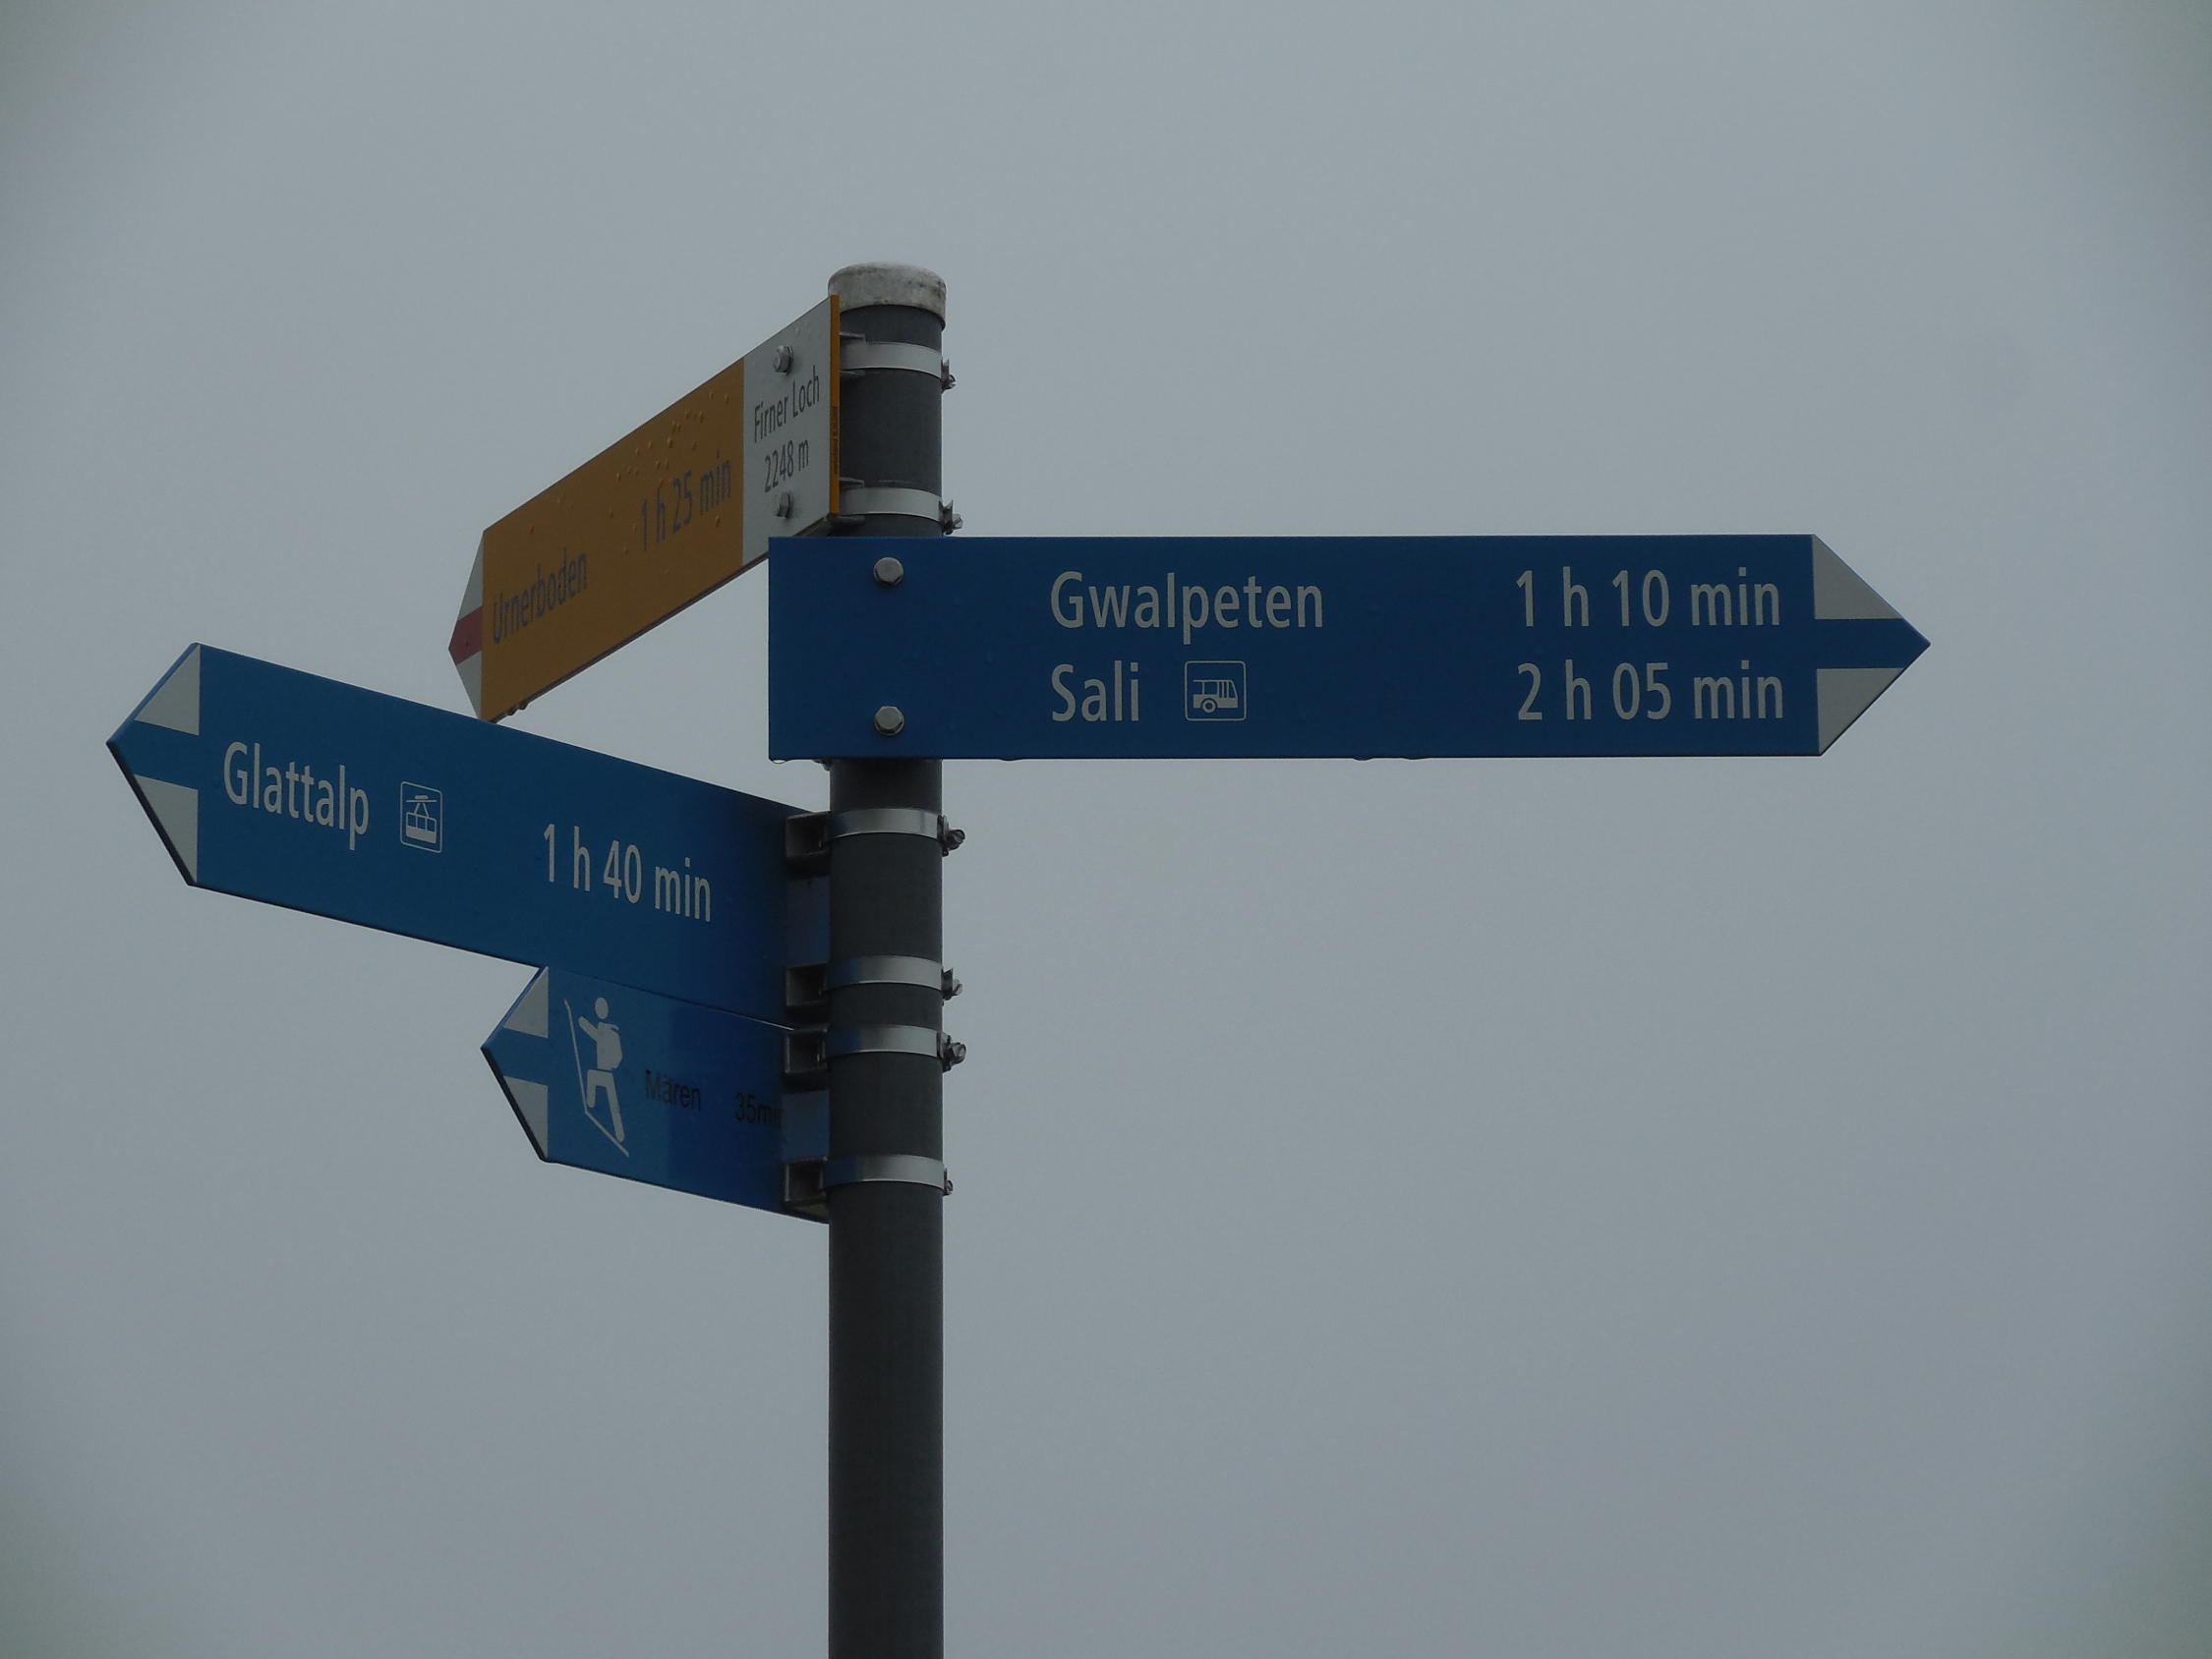 Firner Loch
2248 m
Urnerboden 1 h 25 min
Gwalpeten 1 h 10 min
Sali 2 h 05 min
Glattalp 1 h 40 min
Mären 35min